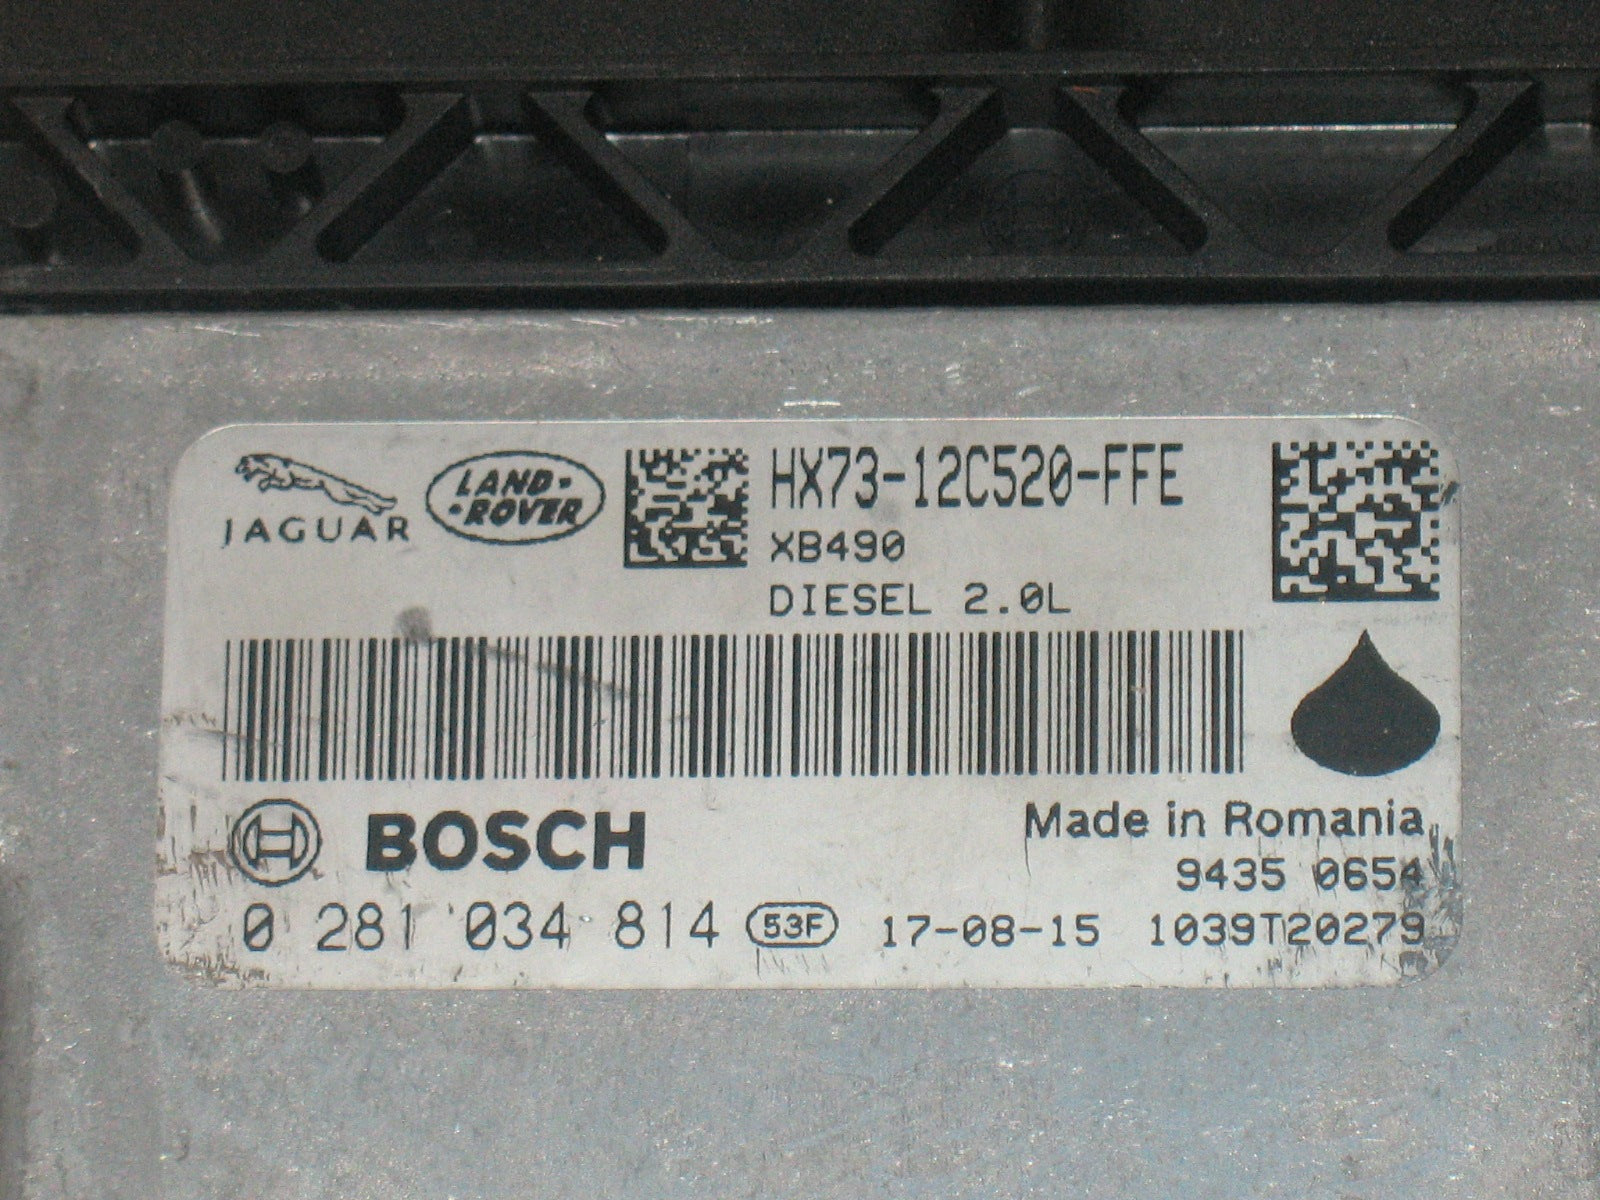 JAGUAR
LAND-
-ROVER
HX73-12C520-FFE
XB490
DIESEL 2.0L
BOSCH
Made in Romania
9435 0654
0 281 034 814 53F 17-08-15 1039T20279